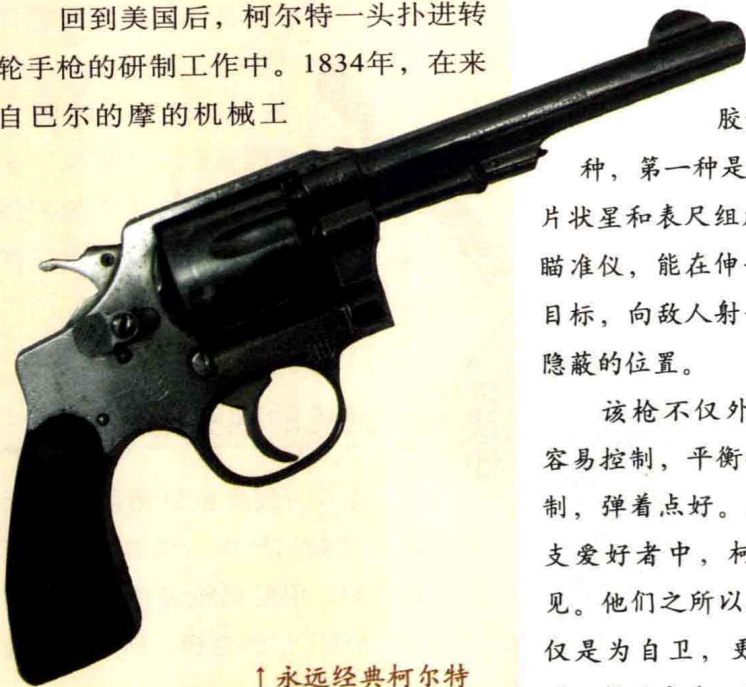 回到美国后，柯尔特一头扑进转
轮手枪的研制工作中。1834年，在来
自巴尔的摩的机械工
↑永远经典柯尔特
胶
种，第一种是
片状星和表尺组
瞄准仪，能在伸
目标，向敌人射
隐蔽的位置。
该枪不仅外
容易控制，平衡
制，弹着点好。
支爱好者中，柯
见。他们之所以
仅是为自卫，更